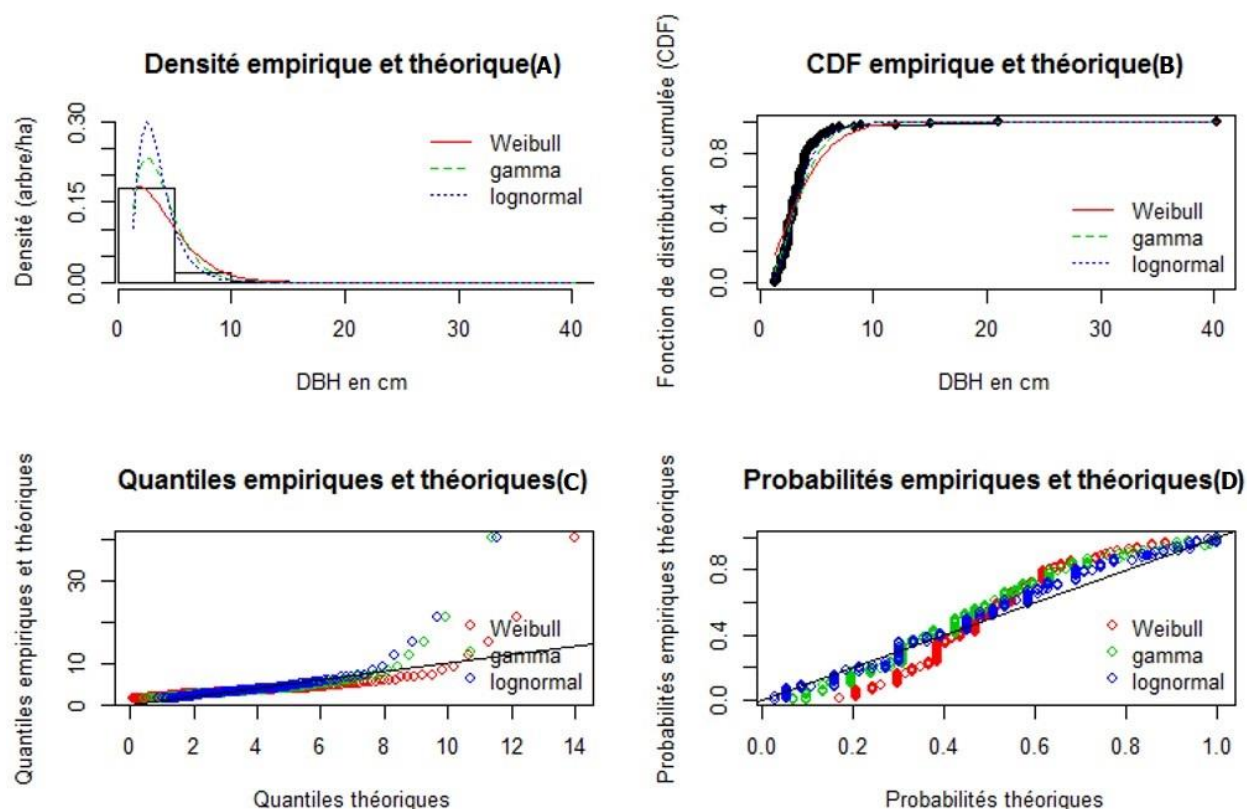 Densité empirique et théorique(A)
Densité (arbre/ha)
0.00 0.15 0.30
Weibull
gamma
lognormal
0 10 20 30 40
DBH en cm
CDF empirique et théorique(B)
Fonction de distribution cumulée (CDF)
0.0 0.4 0.8
Weibull
gamma
lognormal
0 10 20 30 40
DBH en cm
Quantiles empiriques et théoriques(C)
Quantiles empiriques et théoriques
0 10 30
Weibull
gamma
lognormal
0 2 4 6 8 10 12 14
Quantiles théoriques
Probabilités empiriques et théoriques(D)
Probabilités empiriques théoriques
0.0 0.4 0.8
Weibull
gamma
lognormal
0.0 0.2 0.4 0.6 0.8 1.0
Probabilités théoriques